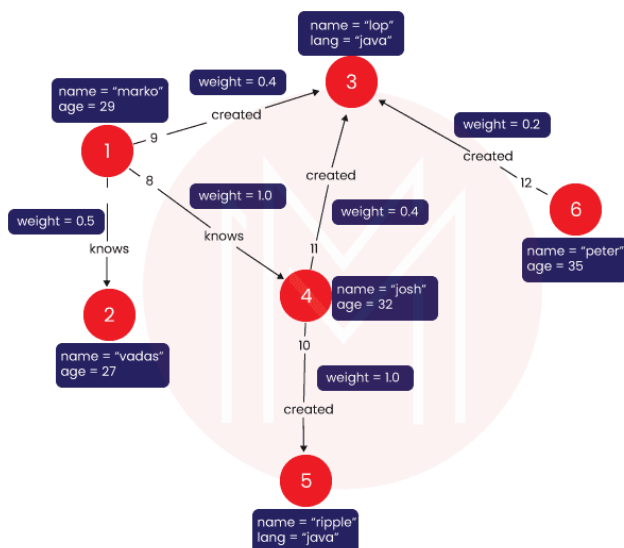 name = “lop”
lang = “java”
3
weight = 0.4
created
9
name = “marko”
age = 29
1
8
weight = 1.0
knows
weight = 0.5
knows
2
name = “vadas”
age = 27
created
weight = 0.4
11
4
name = “josh”
age = 32
weight = 0.2
created
12
6
name = “peter”
age = 35
10
weight = 1.0
created
5
name = “ripple”
lang = “java”